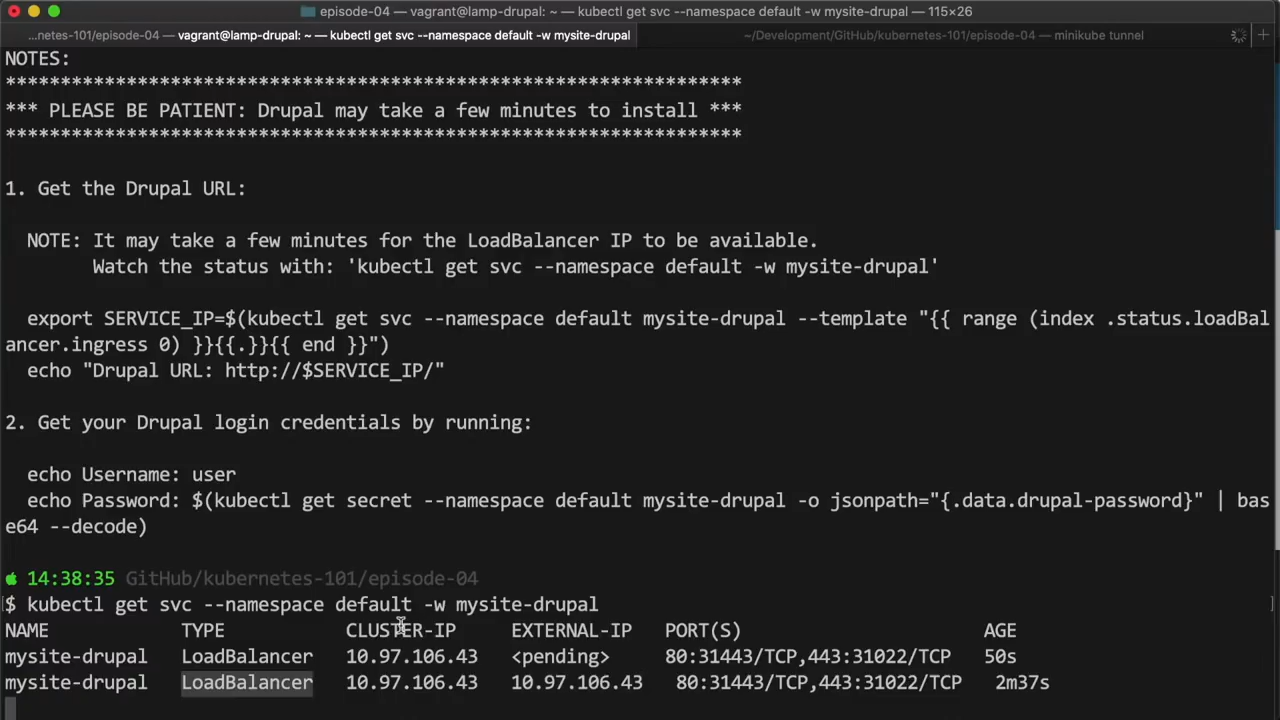 episode-04 — vagrant@lamp-drupal: ~ — kubectl get svc --namespace default -w mysite-drupal — 115×26
...netes-101/episode-04 — vagrant@lamp-drupal: ~ — kubectl get svc --namespace default -w mysite-drupal
~/Development/GitHub/kubernetes-101/episode-04 — minikube tunnel
NOTES:
*******************************************************************
*** PLEASE BE PATIENT: Drupal may take a few minutes to install ***
*******************************************************************
1. Get the Drupal URL:
NOTE: It may take a few minutes for the LoadBalancer IP to be available.
Watch the status with: 'kubectl get svc --namespace default -w mysite-drupal'
export SERVICE_IP=$(kubectl get svc --namespace default mysite-drupal --template "{{ range (index .status.loadBal
ancer.ingress 0) }}{{.}}{{ end }}")
echo "Drupal URL: http://$SERVICE_IP/"
2. Get your Drupal login credentials by running:
echo Username: user
echo Password: $(kubectl get secret --namespace default mysite-drupal -o jsonpath="{.data.drupal-password}" | bas
e64 --decode)
14:38:35 GitHub/kubernetes-101/episode-04
$ kubectl get svc --namespace default -w mysite-drupal
NAME TYPE CLUSTER-IP EXTERNAL-IP PORT(S) AGE
mysite-drupal LoadBalancer 10.97.106.43 <pending> 80:31443/TCP,443:31022/TCP 50s
mysite-drupal LoadBalancer 10.97.106.43 10.97.106.43 80:31443/TCP,443:31022/TCP 2m37s